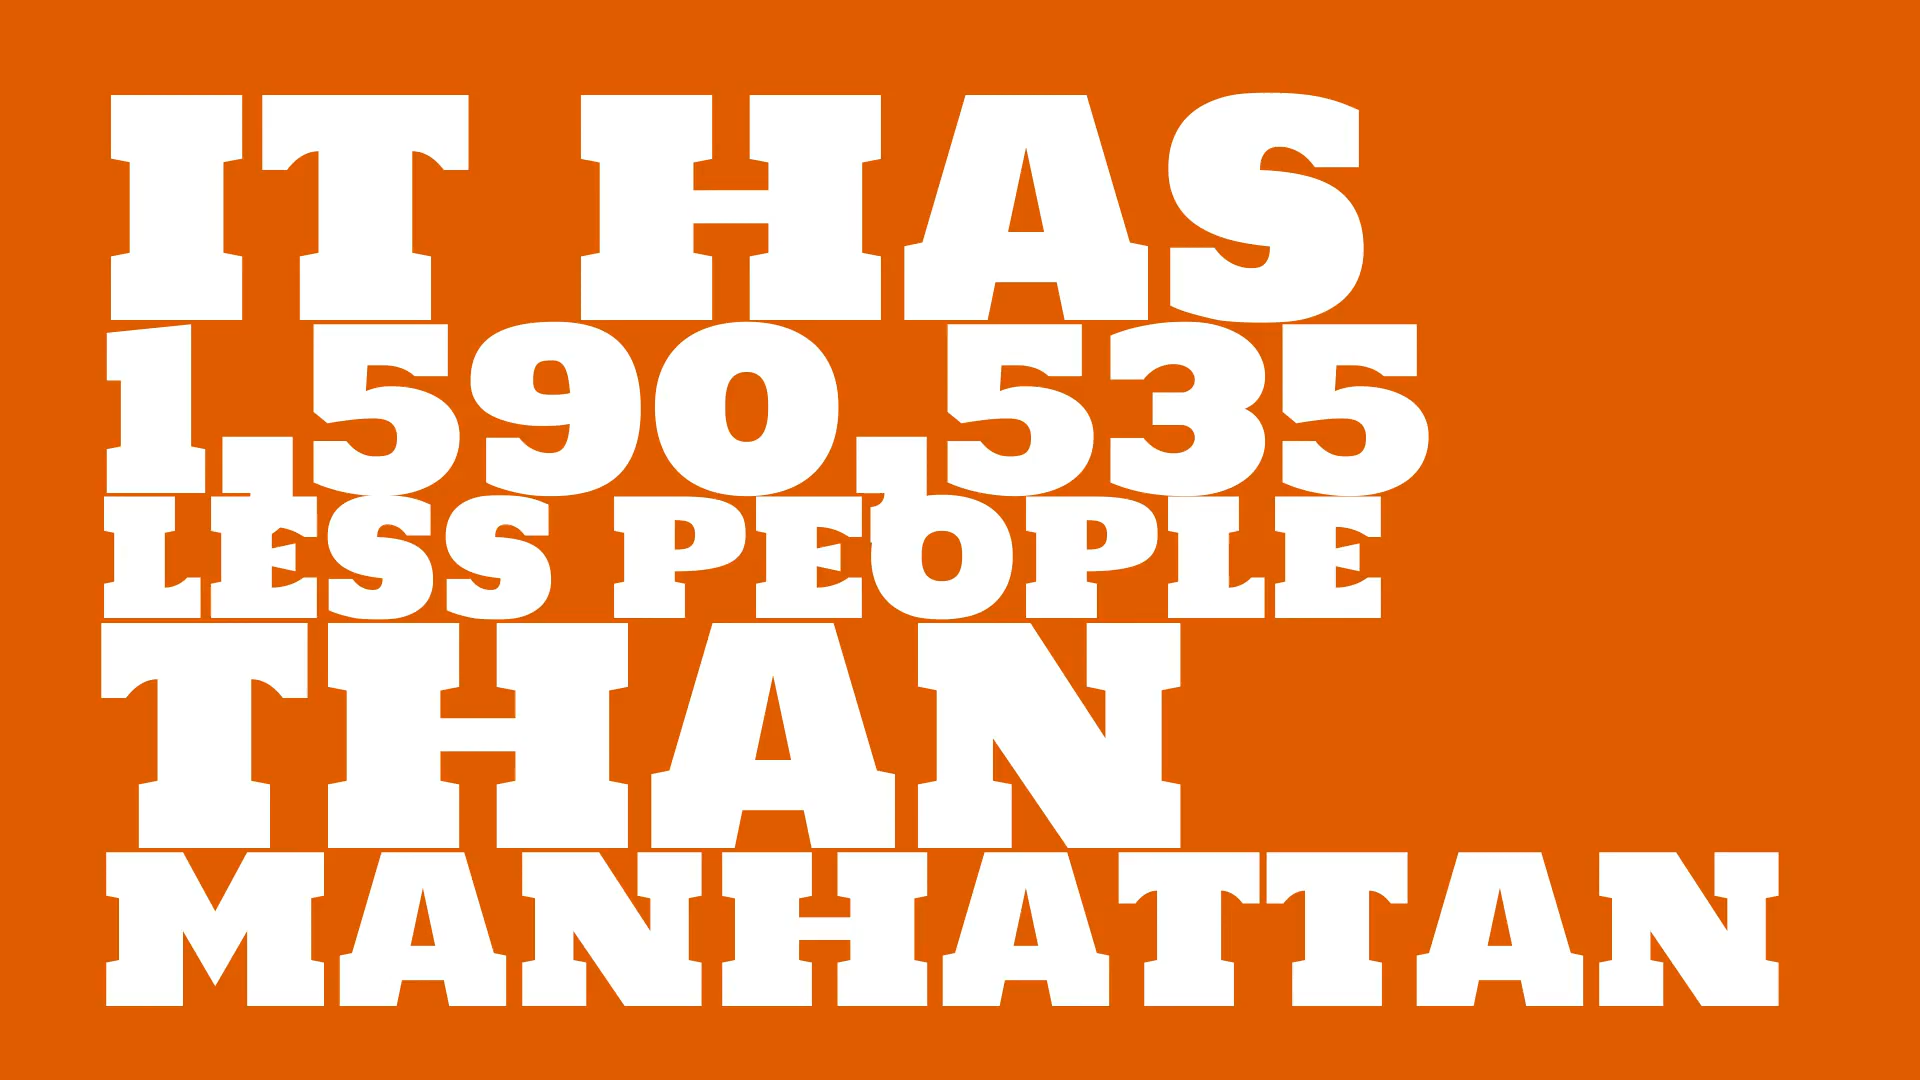 IT HAS
1,590,535
LESS PEOPLE
THAN
MANHATTAN